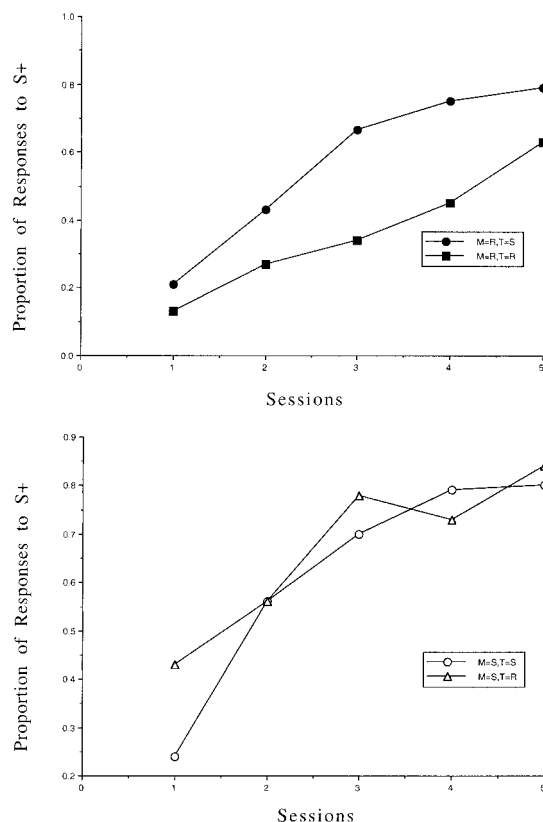 1.0
0.8
0.6
0.4
0.2
0.0
Proportion of Responses to S+
M=R,T=S
M=R,T=R
0 1 2 3 4 5
Sessions
0.9
0.8
0.7
0.6
0.5
0.4
0.3
0.2
Proportion of Responses to S+
M=S,T=S
M=S,T=R
0 1 2 3 4 5
Sessions